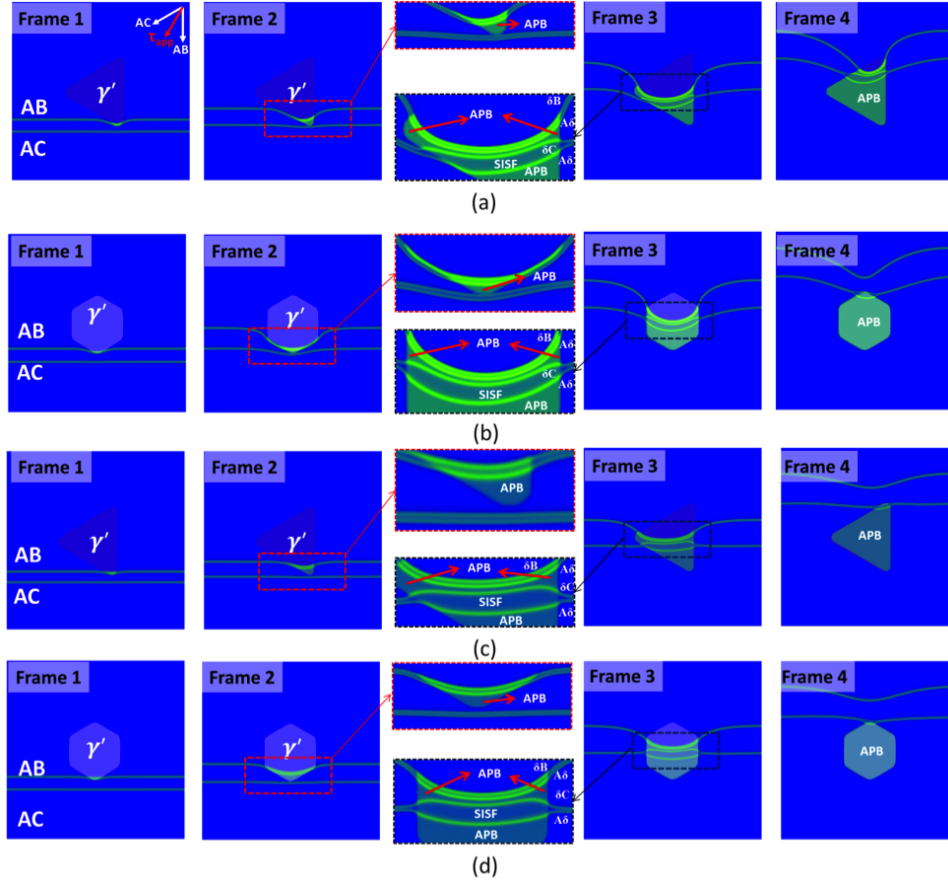 Frame 1
AC
τapp
AB
γ′
AB
AC
Frame 2
γ′
APB
δB
APB
Aδ
δC
SISF
Aδ
APB
Frame 3
Frame 4
APB
(a)
Frame 1
γ′
AB
AC
Frame 2
γ′
APB
δB
APB
Aδ
δC
Aδ
SISF
APB
Frame 3
Frame 4
APB
(b)
Frame 1
γ′
AB
AC
Frame 2
γ′
APB
APB
δB
Aδ
δC
SISF
Aδ
APB
Frame 3
Frame 4
APB
(c)
Frame 1
γ′
AB
AC
Frame 2
γ′
APB
δB
APB
Aδ
δC
SISF
Aδ
APB
Frame 3
Frame 4
APB
(d)